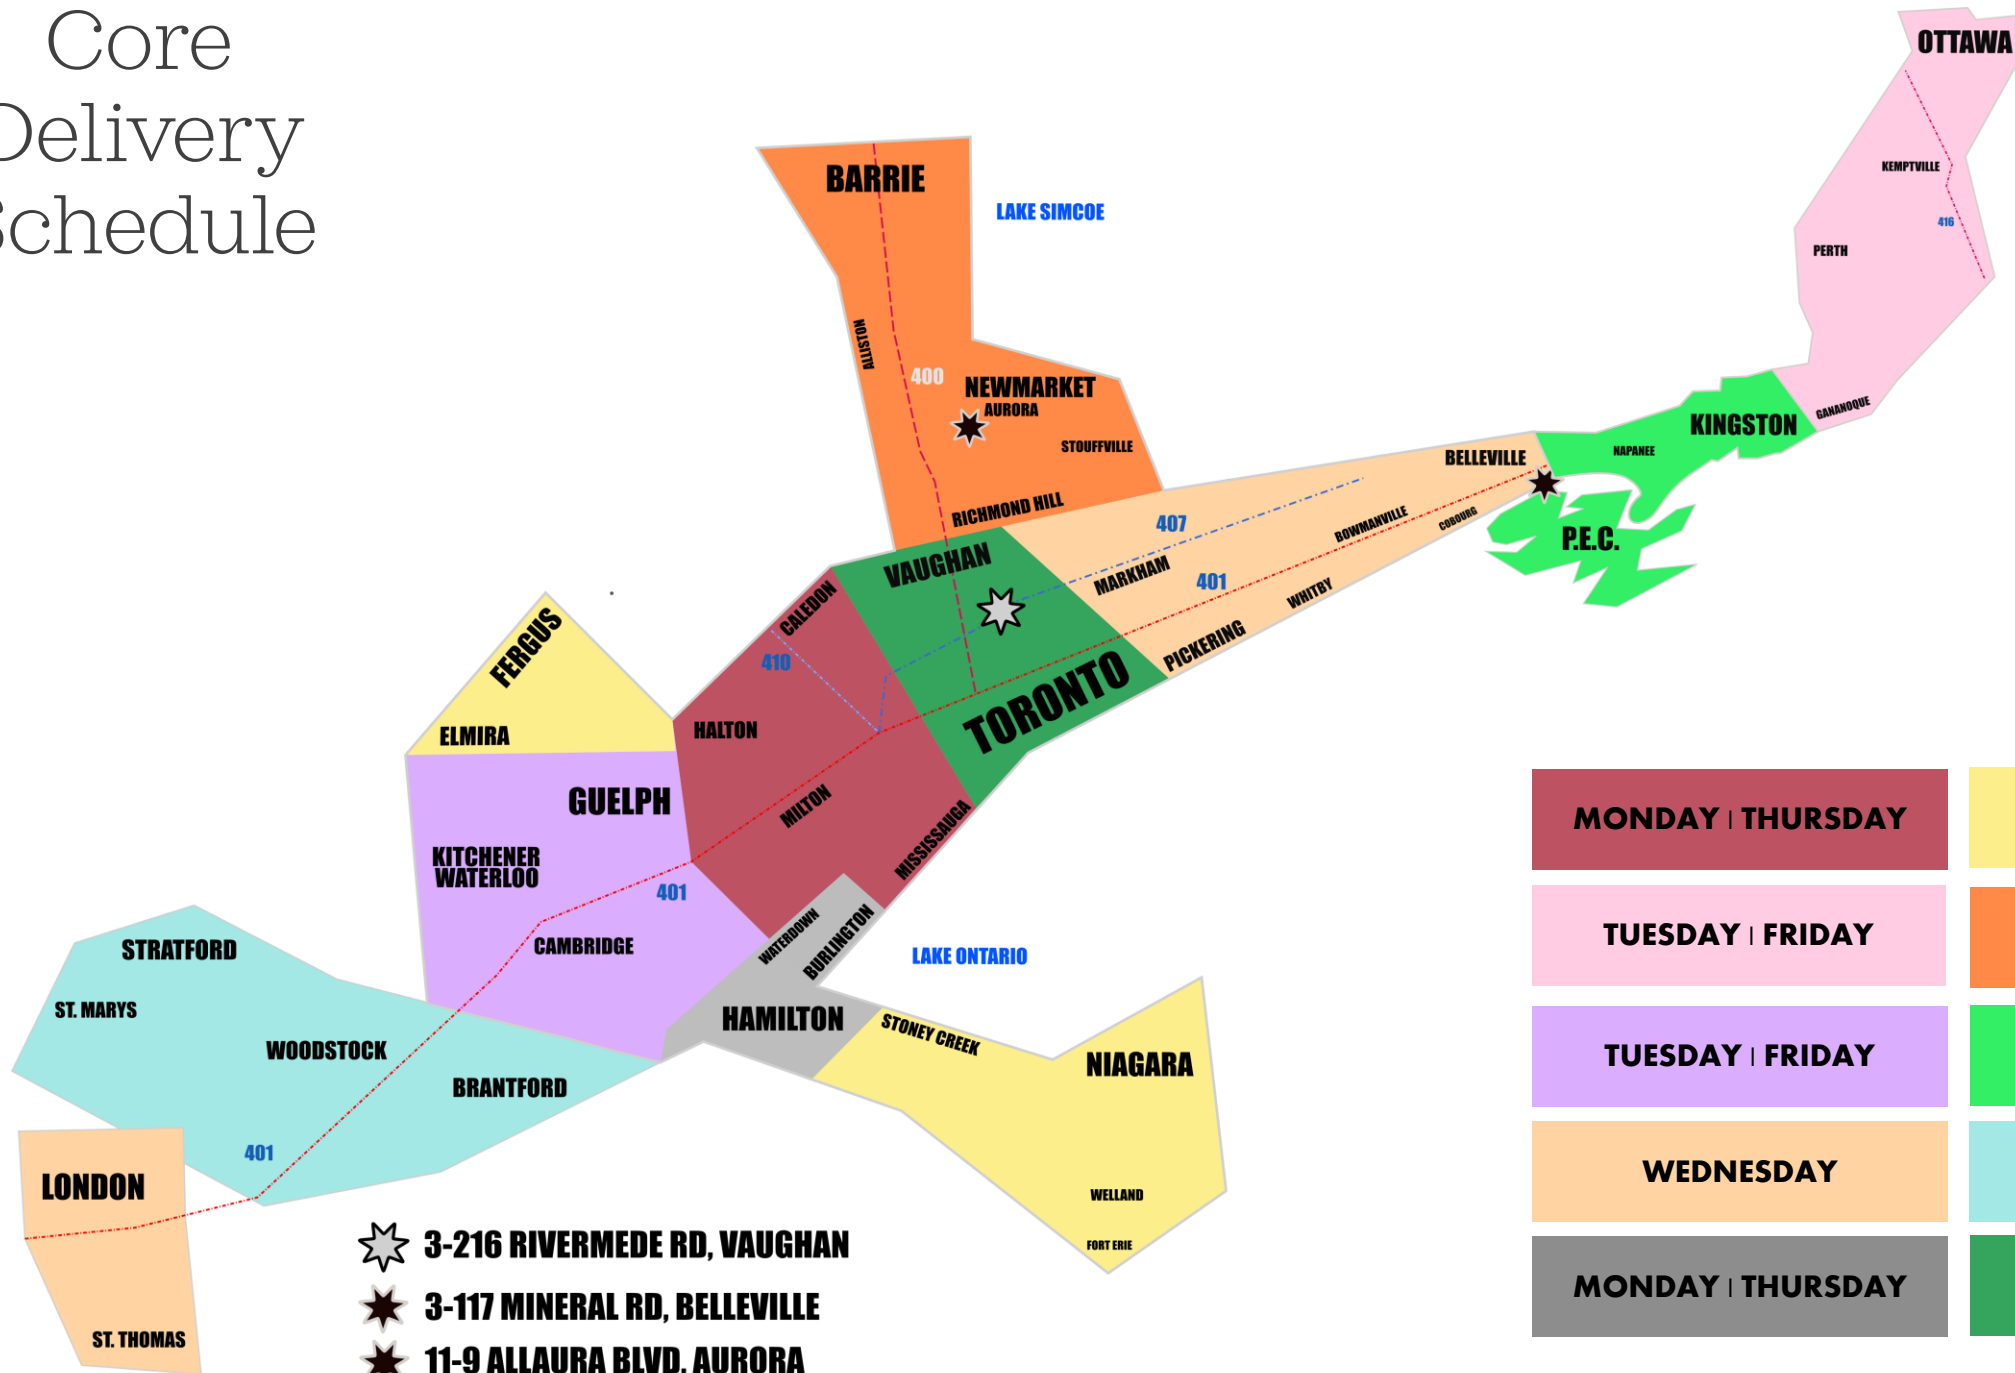 Core
Delivery
Schedule
OTTAWA
KEMPTVILLE
416
PERTH
GANANOQUE
BARRIE
LAKE SIMCOE
ALLISTON
400
NEWMARKET
AURORA
STOUFFVILLE
RICHMOND HILL
KINGSTON
NAPANEE
BELLEVILLE
P.E.C.
407
BOWMANVILLE
COBOURG
MARKHAM
401
WHITBY
PICKERING
VAUGHAN
TORONTO
CALEDON
410
HALTON
MILTON
MISSISSAUGA
FERGUS
ELMIRA
GUELPH
KITCHENER
WATERLOO
401
CAMBRIDGE
WATERDOWN
BURLINGTON
LAKE ONTARIO
HAMILTON
STONEY CREEK
NIAGARA
WELLAND
FORT ERIE
STRATFORD
ST. MARYS
WOODSTOCK
BRANTFORD
401
LONDON
ST. THOMAS
3-216 RIVERMEDE RD, VAUGHAN
3-117 MINERAL RD, BELLEVILLE
11-9 ALLAURA BLVD, AURORA
MONDAY | THURSDAY
TUESDAY | FRIDAY
TUESDAY | FRIDAY
WEDNESDAY
MONDAY | THURSDAY